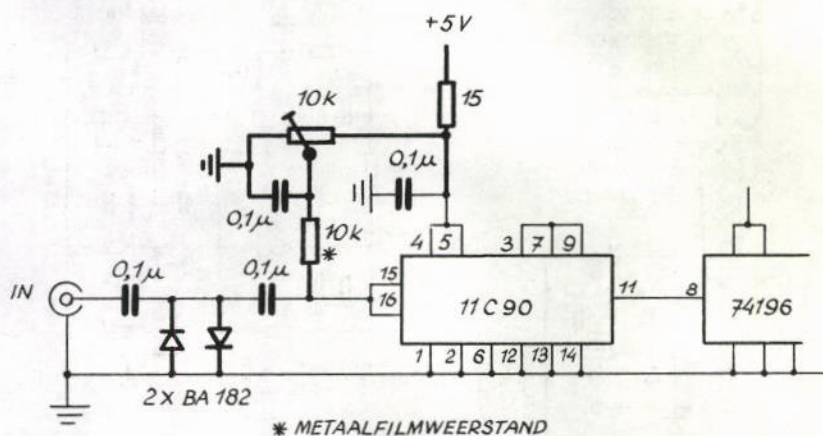 +5V
10k
15
0,1µ
0,1µ
10k
*
4 5 3 7 9
0,1µ 0,1µ
15
16
IN
11C90
11
8
74196
1 2 6 12 13 14
2 x BA 182
* METAALFILMWEERSTAND